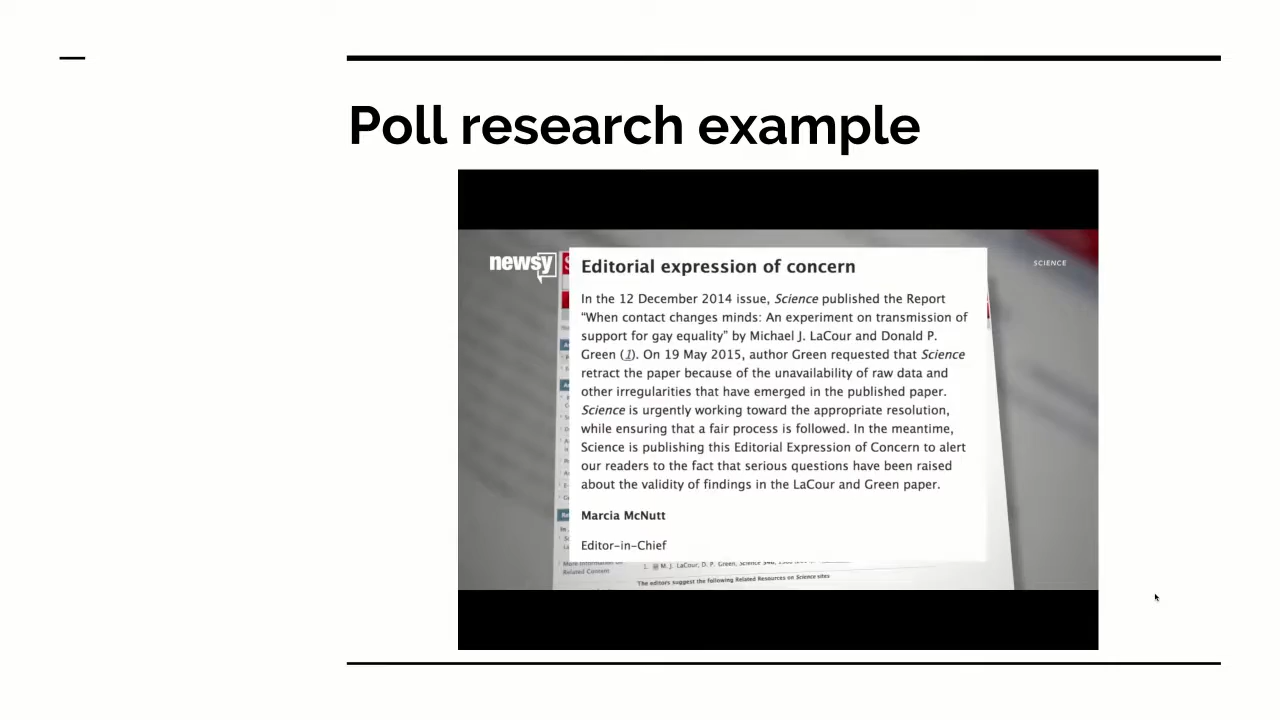 Poll research example
newsy
SCIENCE
Editorial expression of concern
In the 12 December 2014 issue, Science published the Report
“When contact changes minds: An experiment on transmission of
support for gay equality” by Michael J. LaCour and Donald P.
Green (1). On 19 May 2015, author Green requested that Science
retract the paper because of the unavailability of raw data and
other irregularities that have emerged in the published paper.
Science is urgently working toward the appropriate resolution,
while ensuring that a fair process is followed. In the meantime,
Science is publishing this Editorial Expression of Concern to alert
our readers to the fact that serious questions have been raised
about the validity of findings in the LaCour and Green paper.
Marcia McNutt
Editor-in-Chief
Related Content
1. M. J. LaCour, D. P. Green, Science
The editors suggest the following Related Resources on Science sites